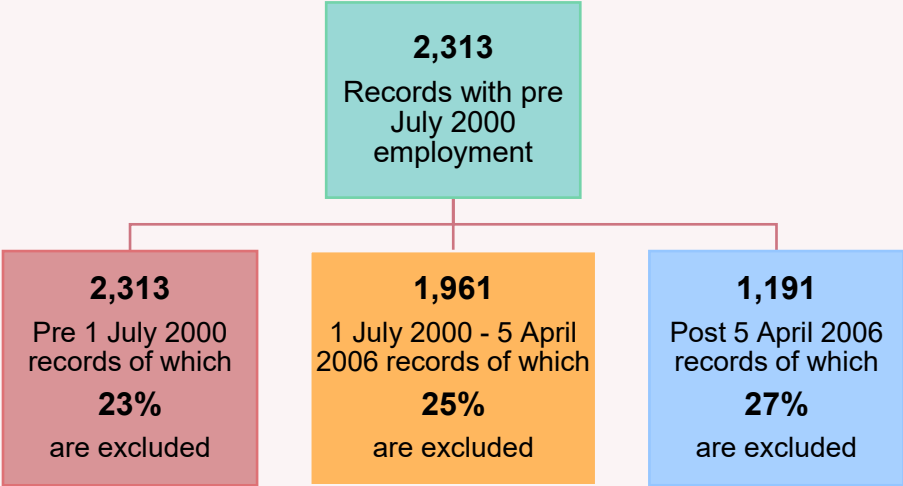 2,313
Records with pre
July 2000
employment
2,313
Pre 1 July 2000
records of which
23%
are excluded
1,961
1 July 2000 - 5 April
2006 records of which
25%
are excluded
1,191
Post 5 April 2006
records of which
27%
are excluded